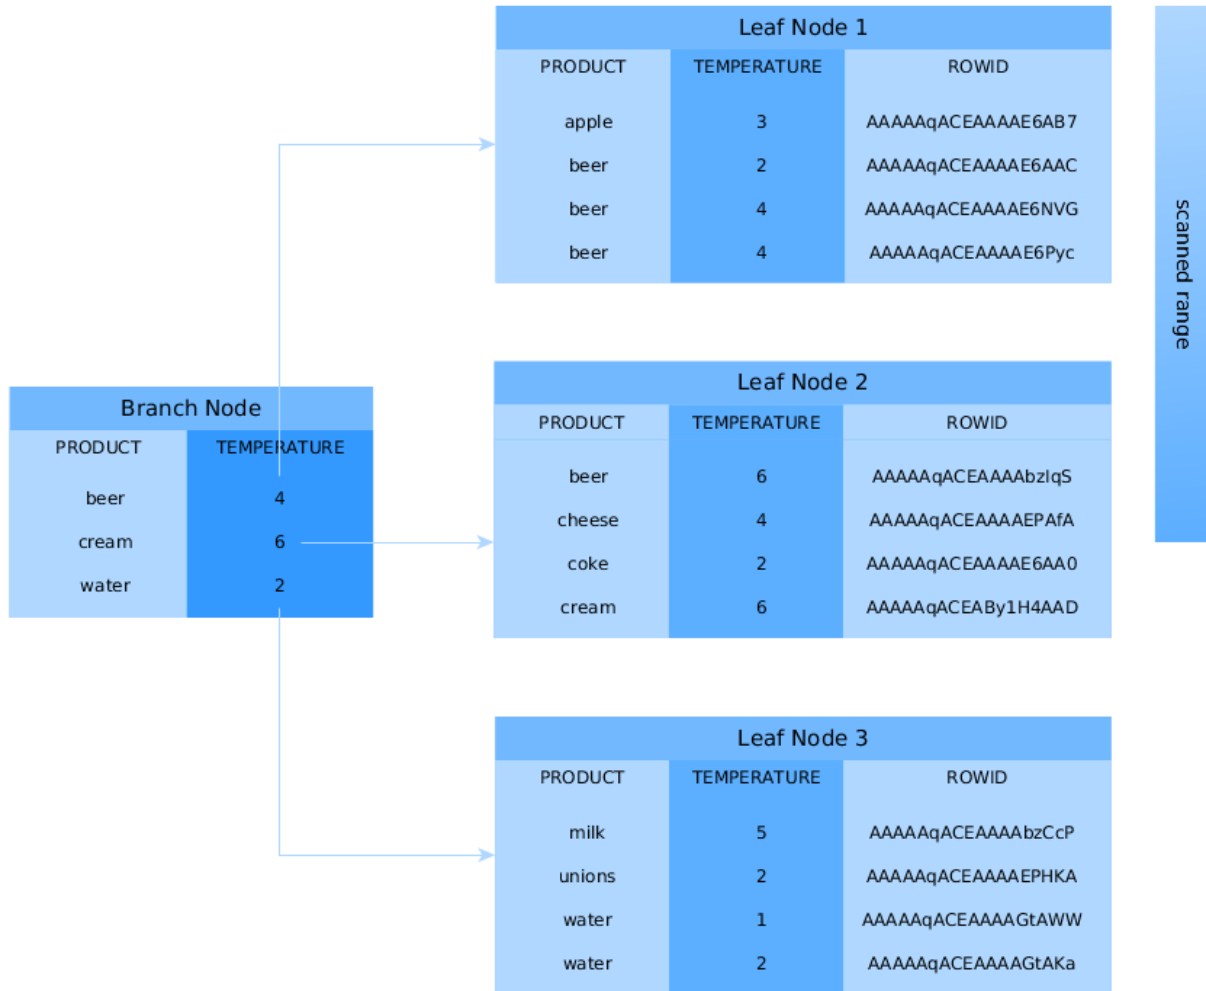 Leaf Node 1
PRODUCT TEMPERATURE ROWID
apple 3 AAAAAqACEAAAAE6AB7
beer 2 AAAAAqACEAAAAE6AAC
beer 4 AAAAAqACEAAAAE6NVG
beer 4 AAAAAqACEAAAAE6Pyc
scanned range
Branch Node
PRODUCT TEMPERATURE
beer 4
cream 6
water 2
Leaf Node 2
PRODUCT TEMPERATURE ROWID
beer 6 AAAAAqACEAAAAbzIqS
cheese 4 AAAAAqACEAAAAEPAfA
coke 2 AAAAAqACEAAAAE6AA0
cream 6 AAAAAqACEABy1H4AAD
Leaf Node 3
PRODUCT TEMPERATURE ROWID
milk 5 AAAAAqACEAAAAbzCcP
unions 2 AAAAAqACEAAAAEPHKA
water 1 AAAAAqACEAAAAGtAWW
water 2 AAAAAqACEAAAAGtAKa